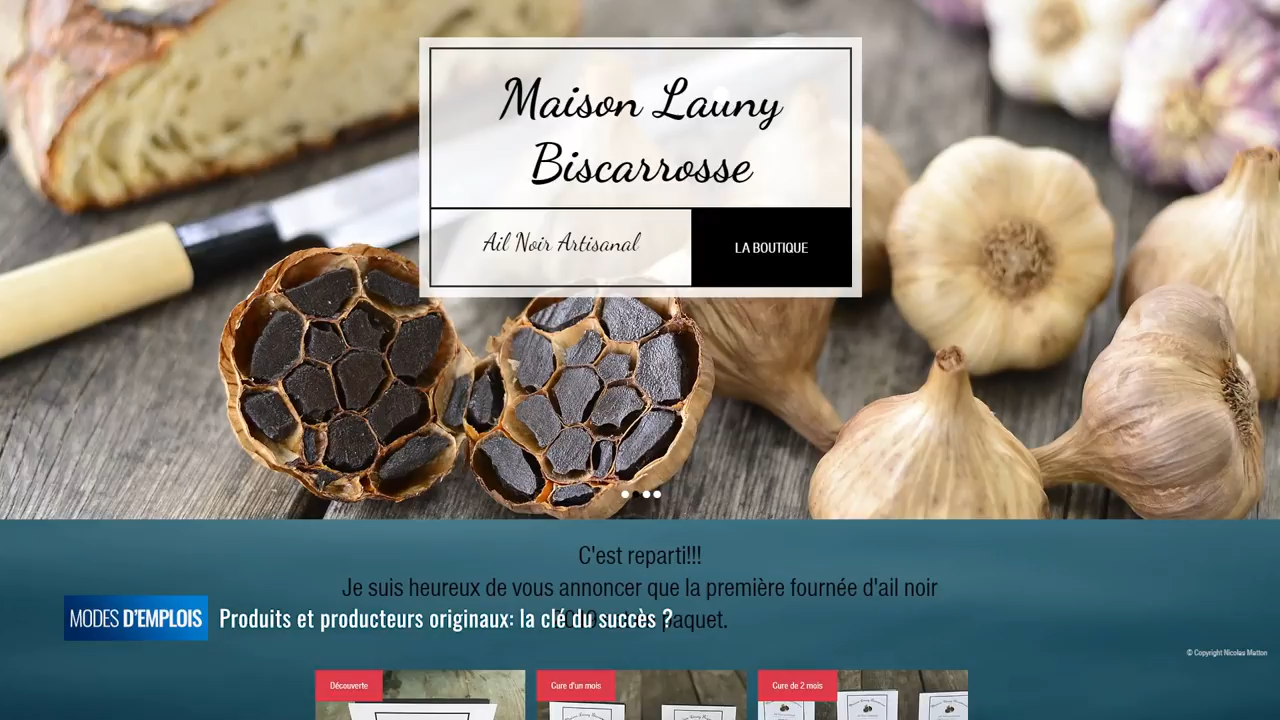 Maison Launy
Biscarrosse
Ail Noir Artisanal
LA BOUTIQUE
C'est reparti!!!
Je suis heureux de vous annoncer que la première fournée d'ail noir
paquet.
MODES D'EMPLOIS
Produits et producteurs originaux: la clé du succès ?
© Copyright Nicolas Matton
Découverte
Cure d'un mois
Cure de 2 mois